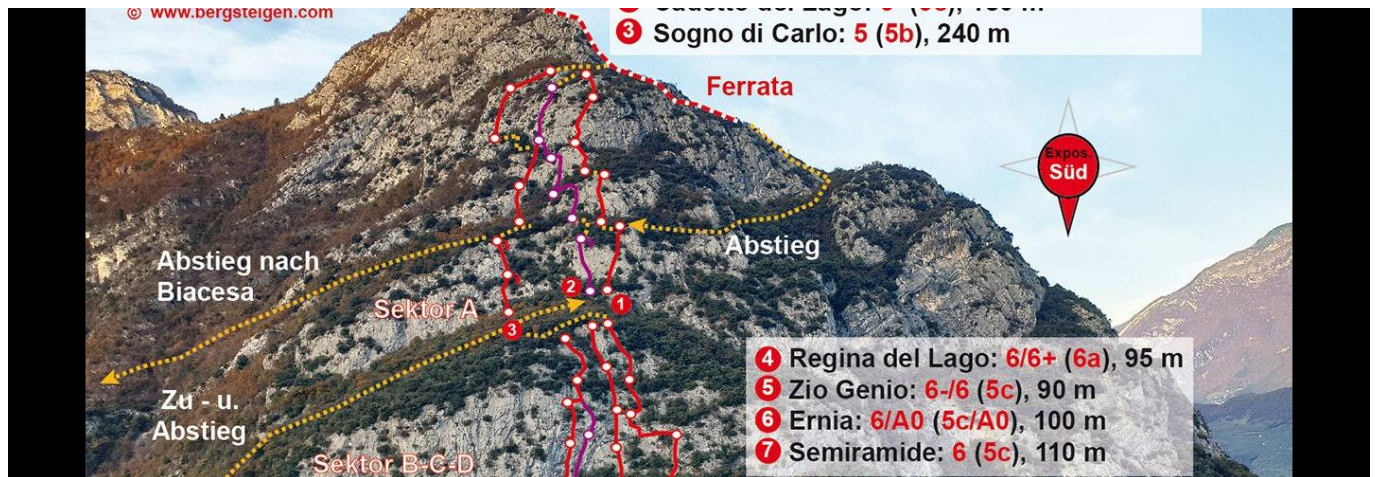 © www.bergsteigen.com
3 Sogno di Carlo: 5 (5b), 240 m
Ferrata
Expos.
Süd
Abstieg
Abstieg nach
Biacesa
2
1
Sektor A
3
4 Regina del Lago: 6/6+ (6a), 95 m
5 Zio Genio: 6-/6 (5c), 90 m
6 Ernia: 6/A0 (5c/A0), 100 m
7 Semiramide: 6 (5c), 110 m
Zu - u.
Abstieg
Sektor B-C-D